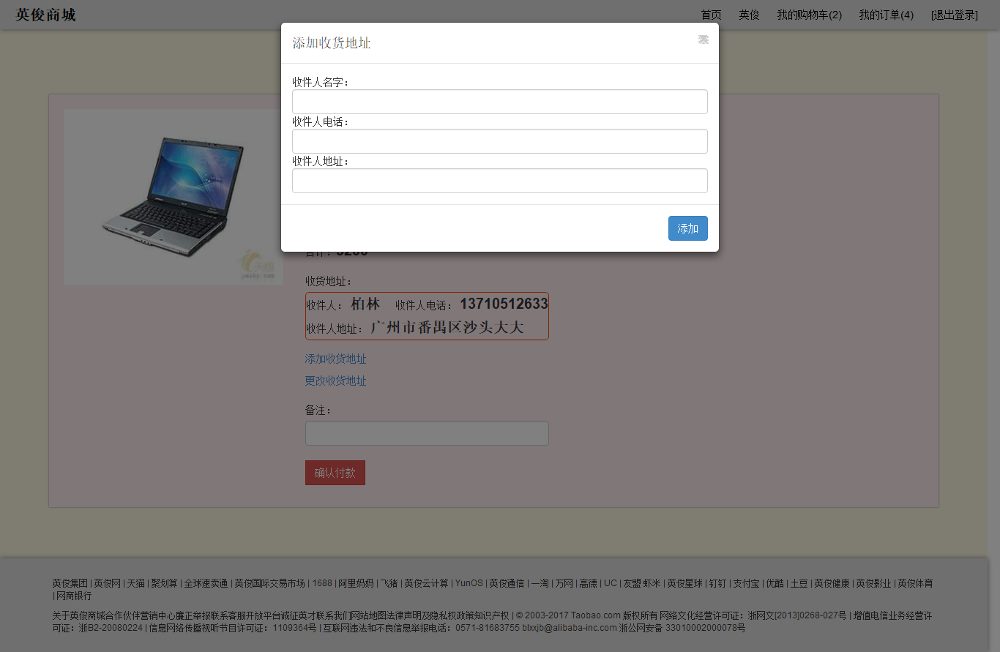 英俊商城
首页 英俊 我的购物车(2) 我的订单(4) [退出登录]
添加收货地址
收件人名字：
收件人电话：
收件人地址：
添加
收货地址：
收件人： 柏林 收件人电话： 13710512633
收件人地址： 广州市番禺区沙头大大
添加收货地址
更改收货地址
备注：
确认付款
英俊集团 | 英俊网 | 天猫 | 聚划算 | 全球速卖通 | 英俊国际交易市场 | 1688 | 阿里妈妈 | 飞猪 | 英俊云计算 | YunOS | 英俊通信 | 一淘 | 万网 | 高德 | UC | 友盟 虾米 | 英俊星球 | 钉钉 | 支付宝 | 优酷 | 土豆 | 英俊健康 | 英俊影业 | 英俊体育
| 网商银行
关于英俊商城合作伙伴营销中心廉正举报联系客服开放平台诚征英才联系我们网站地图法律声明及隐私权政策知识产权 | © 2003-2017 Taobao.com 版权所有 网络文化经营许可证：浙网文[2013]0268-027号 | 增值电信业务经营许
可证：浙B2-20080224 | 信息网络传播视听节目许可证：1109364号 | 互联网违法和不良信息举报电话：0571-81683755 blxxjb@alibaba-inc.com 浙公网安备 33010002000078号